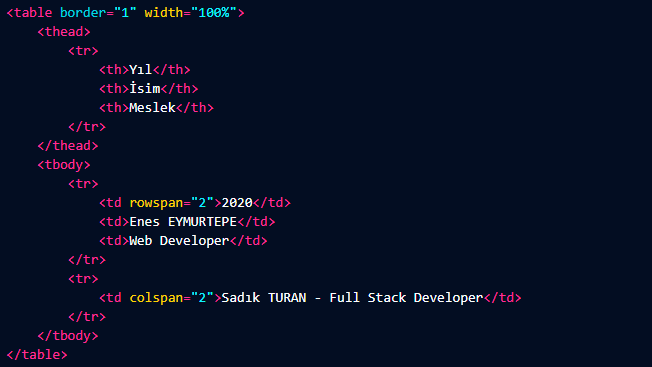 <table border="1" width="100%">
    <thead>
        <tr>
            <th>Yıl</th>
            <th>İsim</th>
            <th>Meslek</th>
        </tr>
    </thead>
    <tbody>
        <tr>
            <td rowspan="2">2020</td>
            <td>Enes EYMURTEPE</td>
            <td>Web Developer</td>
        </tr>
        <tr>
            <td colspan="2">Sadık TURAN - Full Stack Developer</td>
        </tr>
    </tbody>
</table>